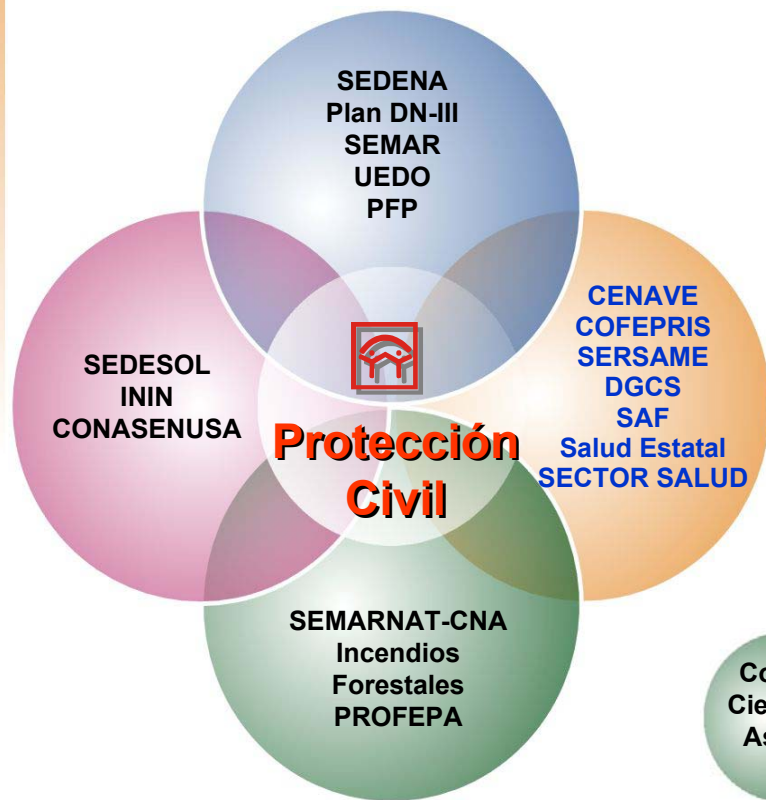 SEDENA
Plan DN-III
SEMAR
UEDO
PFP
CENAVE
COFEPRIS
SERSAME
DGCS
SAF
Salud Estatal
SECTOR SALUD
SEDESOL
ININ
CONASENUSA
Protección
Civil
SEMARNAT-CNA
Incendios
Forestales
PROFEPA